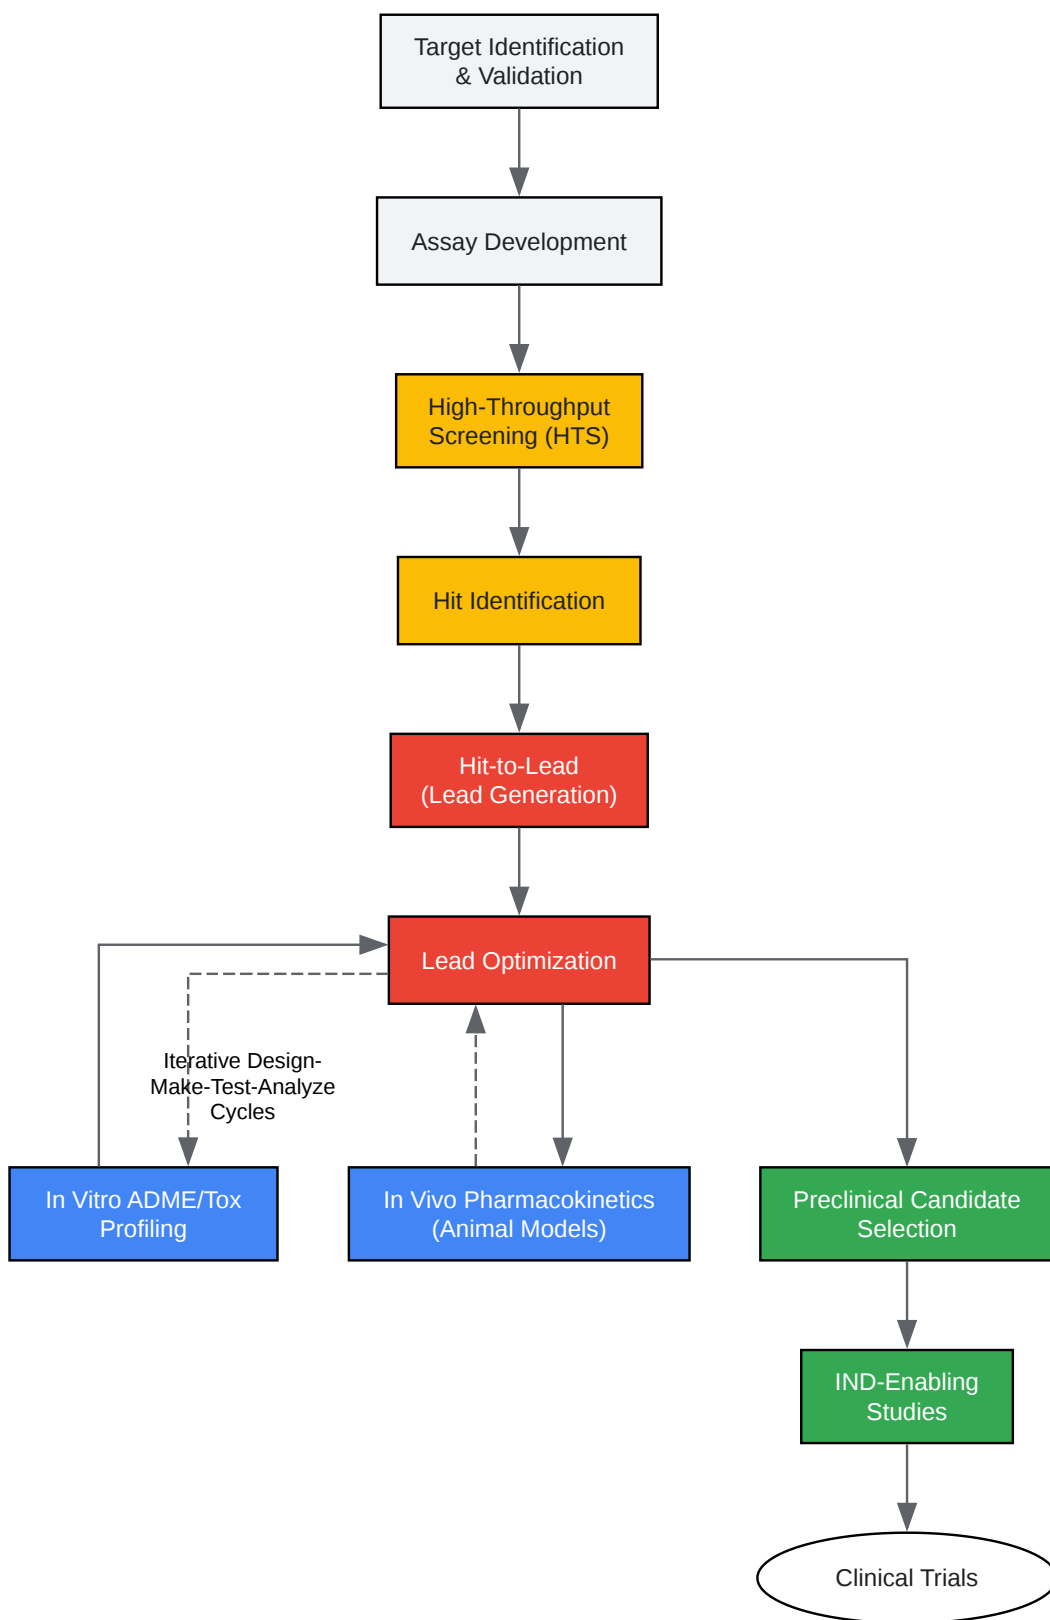 Target Identification
& Validation
Assay Development
High-Throughput
Screening (HTS)
Hit Identification
Hit-to-Lead
(Lead Generation)
Lead Optimization
Iterative Design-
Make-Test-Analyze
Cycles
In Vitro ADME/Tox
Profiling
In Vivo Pharmacokinetics
(Animal Models)
Preclinical Candidate
Selection
IND-Enabling
Studies
Clinical Trials